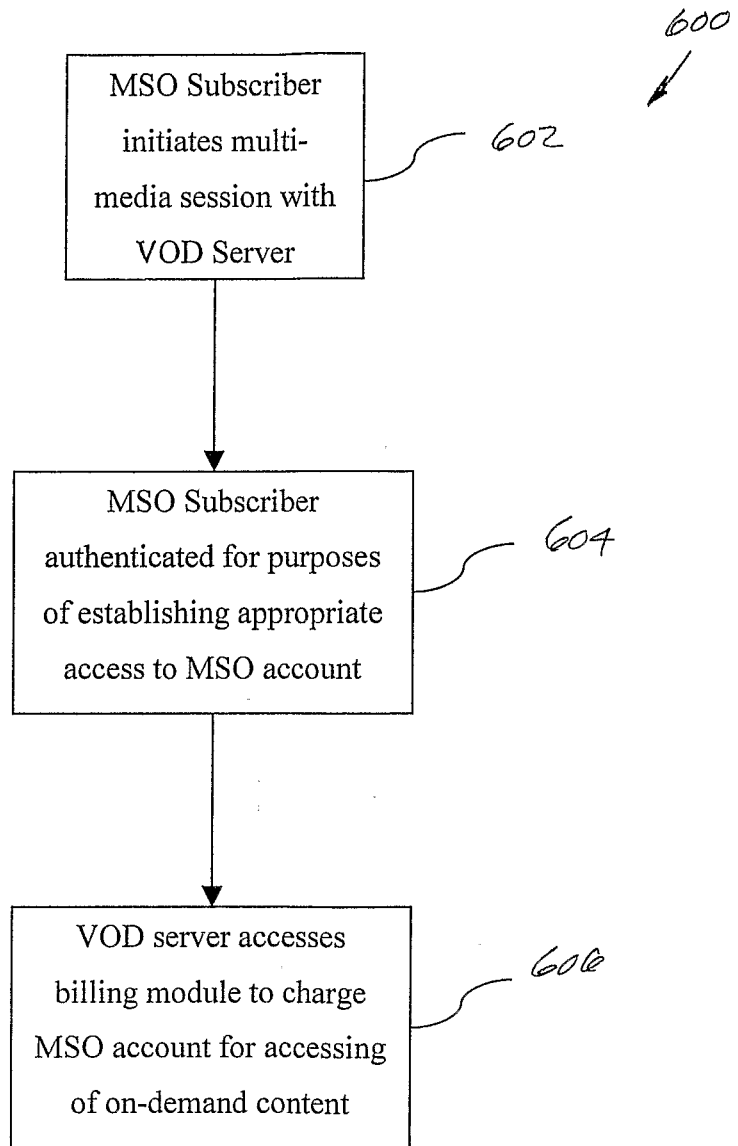 600
MSO Subscriber
initiates multi-
media session with
VOD Server
602
MSO Subscriber
authenticated for purposes
of establishing appropriate
access to MSO account
604
VOD server accesses
billing module to charge
MSO account for accessing
of on-demand content
606